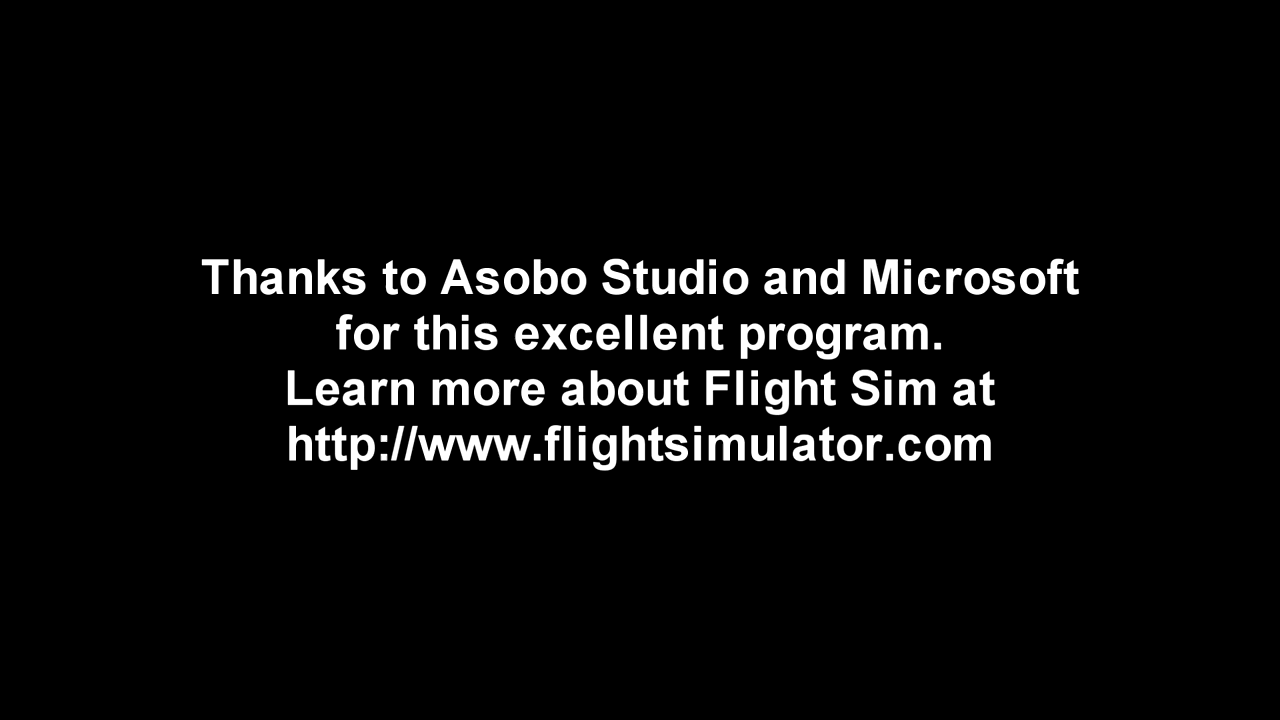 Thanks to Asobo Studio and Microsoft
for this excellent program.
Learn more about Flight Sim at
http://www.flightsimulator.com